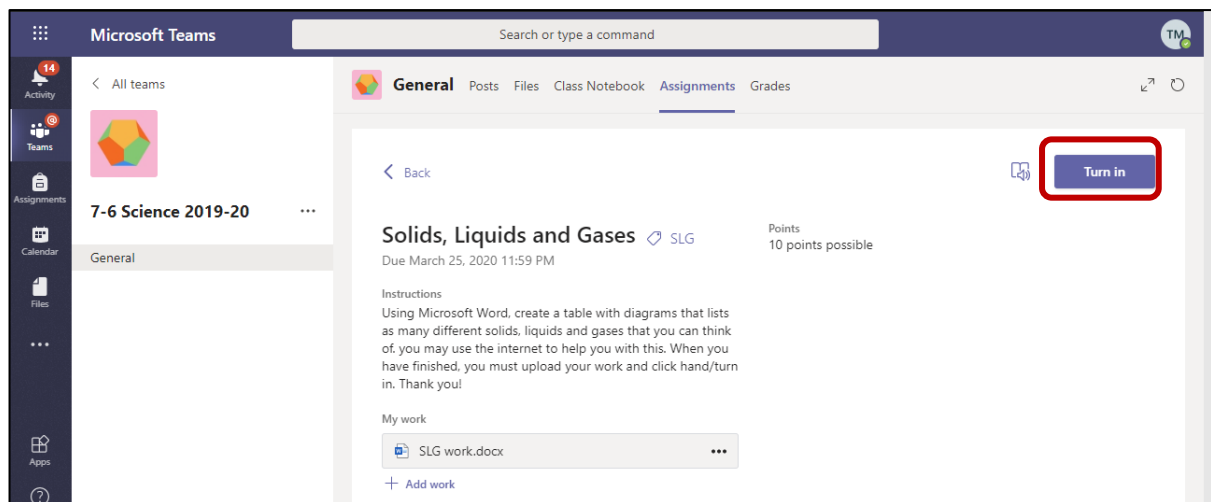 Microsoft Teams
Search or type a command
TM
14
Activity
@
Teams
Assignments
Calendar
Files
Apps
All teams
7-6 Science 2019-20
General
General Posts Files Class Notebook Assignments Grades
Back
Turn in
Solids, Liquids and Gases SLG
Due March 25, 2020 11:59 PM
Points
10 points possible
Instructions
Using Microsoft Word, create a table with diagrams that lists
as many different solids, liquids and gases that you can think
of. you may use the internet to help you with this. When you
have finished, you must upload your work and click hand/turn
in. Thank you!
My work
SLG work.docx
Add work